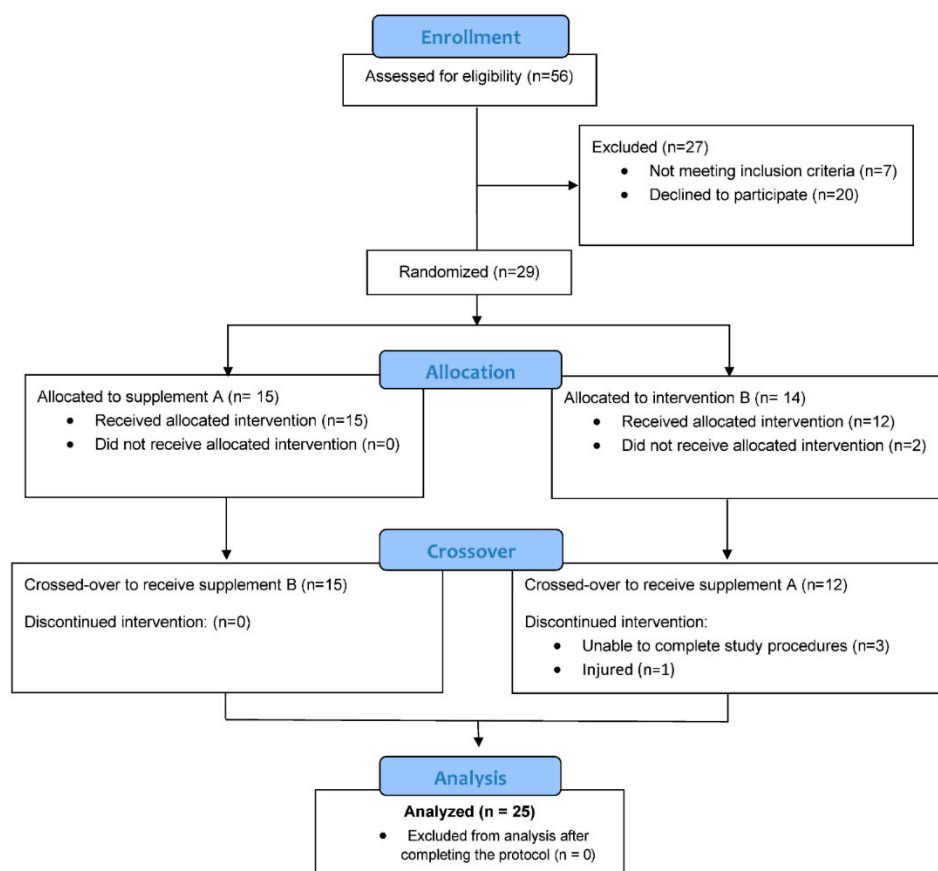 Enrollment
Assessed for eligibility (n=56)
Excluded (n=27)
• Not meeting inclusion criteria (n=7)
• Declined to participate (n=20)
Randomized (n=29)
Allocation
Allocated to supplement A (n= 15)
• Received allocated intervention (n=15)
• Did not receive allocated intervention (n=0)
Allocated to intervention B (n= 14)
• Received allocated intervention (n=12)
• Did not receive allocated intervention (n=2)
Crossover
Crossed-over to receive supplement B (n=15)
Discontinued intervention: (n=0)
Crossed-over to receive supplement A (n=12)
Discontinued intervention:
• Unable to complete study procedures (n=3)
• Injured (n=1)
Analysis
Analyzed (n = 25)
• Excluded from analysis after
completing the protocol (n = 0)